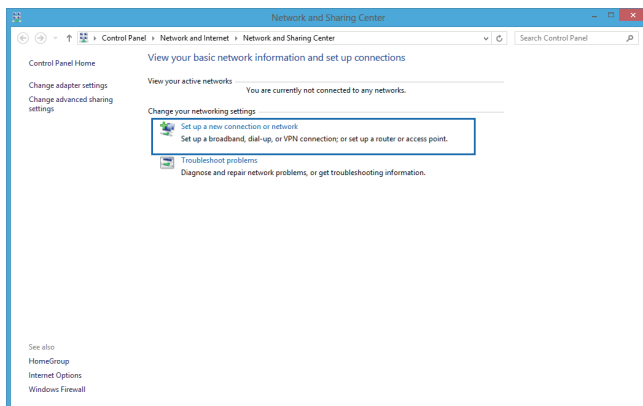 Network and Sharing Center
Control Panel Network and Internet Network and Sharing Center
Search Control Panel
Control Panel Home
Change adapter settings
Change advanced sharing
settings
View your basic network information and set up connections
View your active networks
You are currently not connected to any networks.
Change your networking settings
Set up a new connection or network
Set up a broadband, dial-up, or VPN connection; or set up a router or access point.
Troubleshoot problems
Diagnose and repair network problems, or get troubleshooting information.
See also
HomeGroup
Internet Options
Windows Firewall